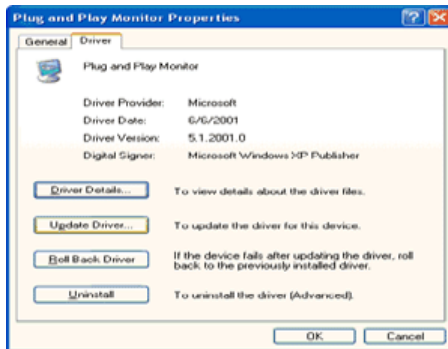 Plug and Play Monitor Properties
General Driver
Plug and Play Monitor
Driver Provider: Microsoft
Driver Date: 6/6/2001
Driver Version: 5.1.2001.0
Digital Signer: Microsoft Windows XP Publisher
Driver Details... To view details about the driver files.
Update Driver... To update the driver for this device.
Roll Back Driver If the device fails after updating the driver, roll
back to the previously installed driver.
Uninstall To uninstall the driver (Advanced).
OK Cancel